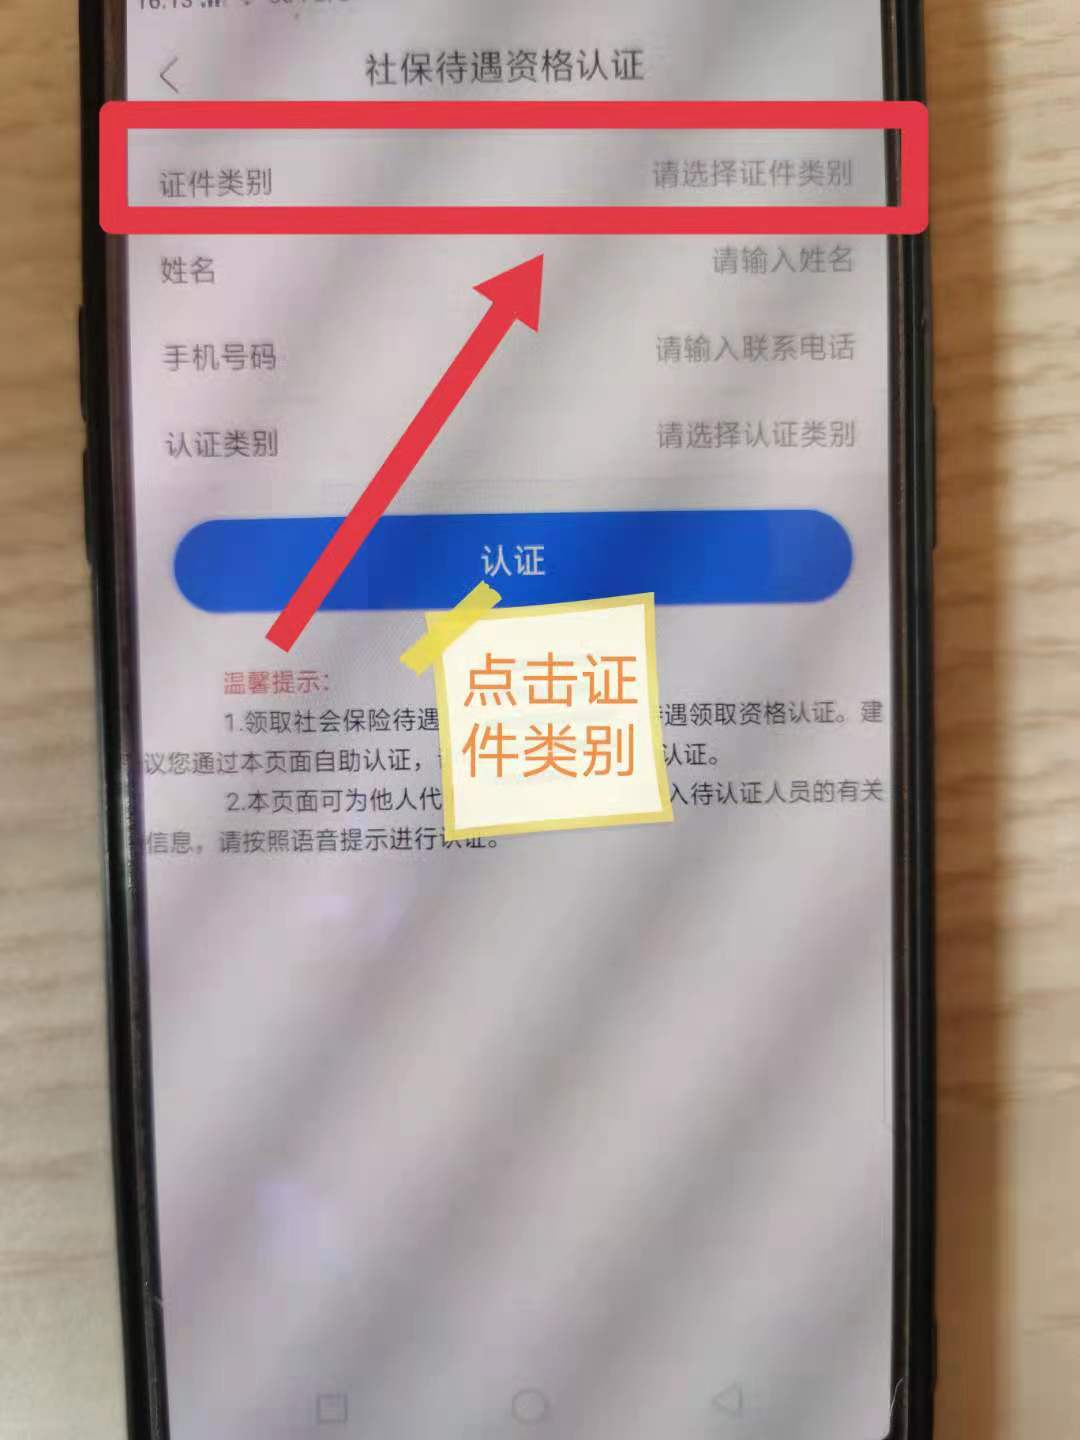 16:13
社保待遇资格认证
证件类别 请选择证件类别
姓名 请输入姓名
手机号码 请输入联系电话
认证类别 请选择认证类别
认证
点击证
件类别
温馨提示:
1.领取社会保险待遇 待遇领取资格认证。建
议您通过本页面自助认证， 认证。
2.本页面可为他人代 入待认证人员的有关
信息，请按照语音提示进行认证。